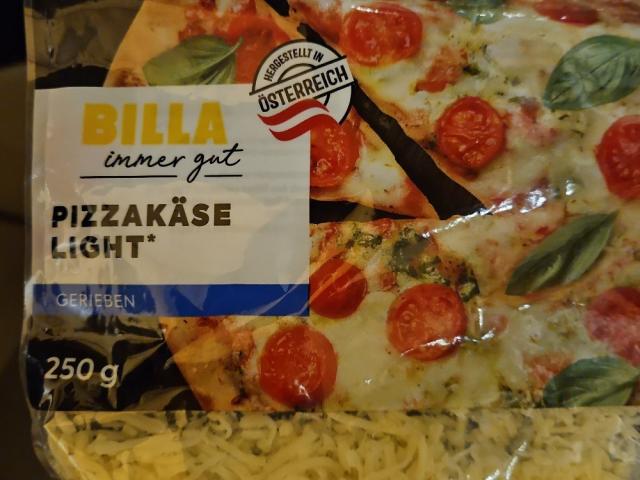 HERGESTELLT IN
ÖSTERREICH
BILLA
immer gut
PIZZAKÄSE
LIGHT*
GERIEBEN
250 g